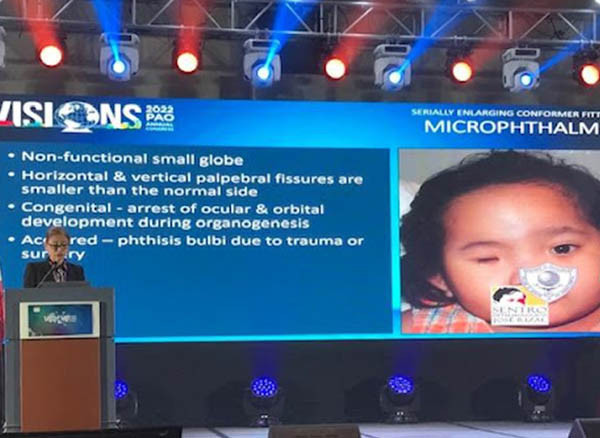 VISIONS
2022
PAO
ANNUAL
CONGRESS
SERIALLY ENLARGING CONFORMER FITT
MICROPHTHALM
• Non-functional small globe
• Horizontal & vertical palpebral fissures are
smaller than the normal side
• Congenital - arrest of ocular & orbital
development during organogenesis
• Acquired – phthisis bulbi due to trauma or
surgery
SENTRO
JOSE RIZAL